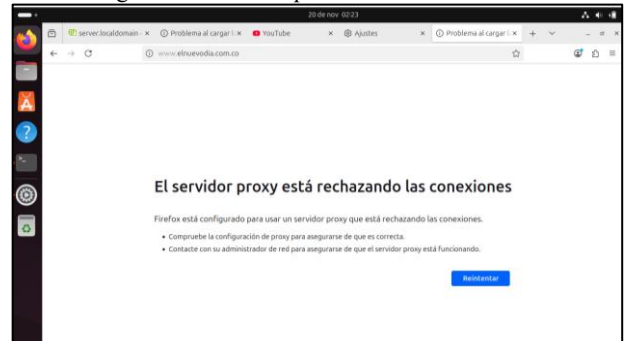 20 de nov 02:23
server.localdomain
Problema al cargar l
YouTube
Ajustes
Problema al cargar l
www.elnuevodia.com.co
El servidor proxy está rechazando las conexiones
Firefox está configurado para usar un servidor proxy que está rechazando las conexiones.
• Compruebe la configuración de proxy para asegurarse de que es correcta.
• Contacte con su administrador de red para asegurarse de que el servidor proxy está funcionando.
Reintentar